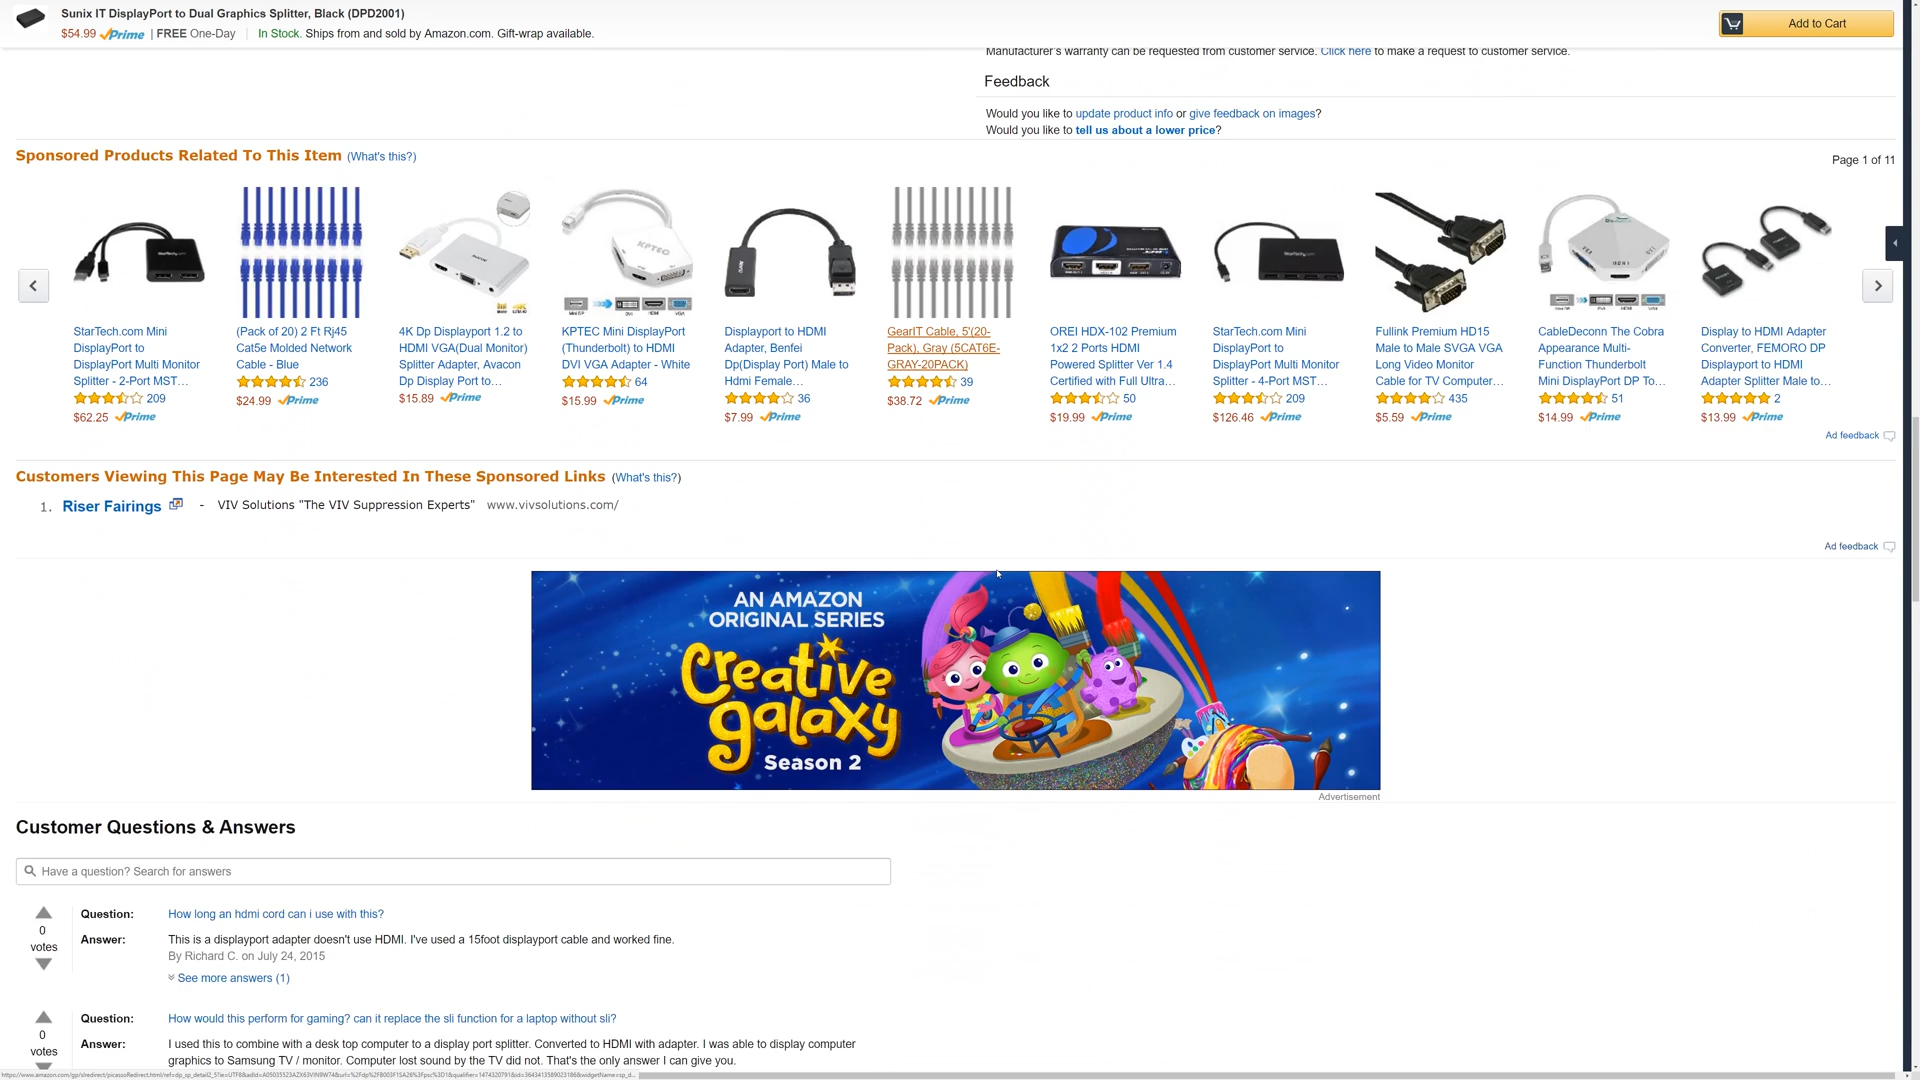 Sunix IT DisplayPort to Dual Graphics Splitter, Black (DPD2001)
$54.99 Prime | FREE One-Day In Stock. Ships from and sold by Amazon.com. Gift-wrap available.
Add to Cart
Manufacturer's warranty can be requested from customer service. Click here to make a request to customer service.
Feedback
Would you like to update product info or give feedback on images?
Would you like to tell us about a lower price?
Sponsored Products Related To This Item (What's this?)
Page 1 of 11
StarTech.com Mini
DisplayPort to
DisplayPort Multi Monitor
Splitter - 2-Port MST…
209
$62.25 Prime
(Pack of 20) 2 Ft Rj45
Cat5e Molded Network
Cable - Blue
236
$24.99 Prime
4K Dp Displayport 1.2 to
HDMI VGA(Dual Monitor)
Splitter Adapter, Avacon
Dp Display Port to…
$15.89 Prime
KPTEC
KPTEC Mini DisplayPort
(Thunderbolt) to HDMI
DVI VGA Adapter - White
64
$15.99 Prime
Displayport to HDMI
Adapter, Benfei
Dp(Display Port) Male to
Hdmi Female…
36
$7.99 Prime
GearIT Cable, 5'(20-
Pack), Gray (5CAT6E-
GRAY-20PACK)
39
$38.72 Prime
OREI HDX-102 Premium
1x2 2 Ports HDMI
Powered Splitter Ver 1.4
Certified with Full Ultra…
50
$19.99 Prime
StarTech.com
StarTech.com Mini
DisplayPort to
DisplayPort Multi Monitor
Splitter - 4-Port MST…
209
$126.46 Prime
Fullink Premium HD15
Male to Male SVGA VGA
Long Video Monitor
Cable for TV Computer…
435
$5.59 Prime
CableDeconn The Cobra
Appearance Multi-
Function Thunderbolt
Mini DisplayPort DP To…
51
$14.99 Prime
Display to HDMI Adapter
Converter, FEMORO DP
Displayport to HDMI
Adapter Splitter Male to…
2
$13.99 Prime
Ad feedback
Customers Viewing This Page May Be Interested In These Sponsored Links (What's this?)
1. Riser Fairings - VIV Solutions "The VIV Suppression Experts" www.vivsolutions.com/
Ad feedback
AN AMAZON
ORIGINAL SERIES
Creative
galaxy
Season 2
Advertisement
Customer Questions & Answers
Have a question? Search for answers
0
votes
Question: How long an hdmi cord can i use with this?
Answer: This is a displayport adapter doesn't use HDMI. I've used a 15foot displayport cable and worked fine.
By Richard C. on July 24, 2015
See more answers (1)
0
votes
Question: How would this perform for gaming? can it replace the sli function for a laptop without sli?
Answer: I used this to combine with a desk top computer to a display port splitter. Converted to HDMI with adapter. I was able to display computer
graphics to Samsung TV / monitor. Computer lost sound by the TV did not. That's the only answer I can give you.